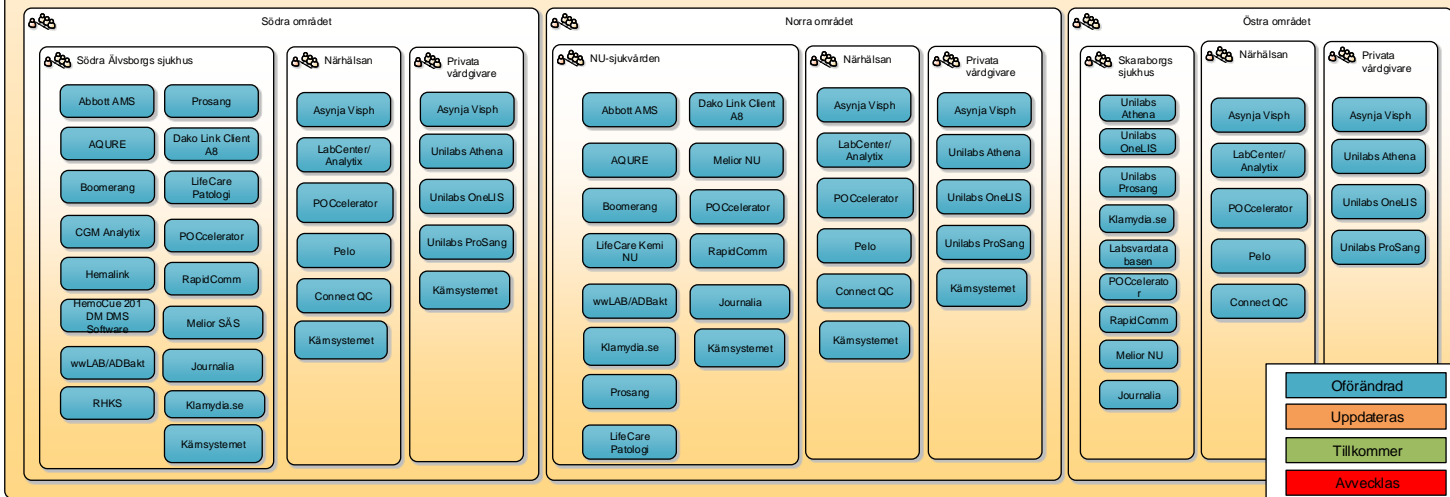 Södra området
Södra Älvsborgs sjukhus
Abbott AMS
AQURE
Boomerang
CGM Analytix
Hemalink
HemoCue 201
DM DMS
Software
wwLAB/ADBakt
RHKS
Prosang
Dako Link Client
A8
LifeCare
Patologi
POCcelerator
RapidComm
Melior SÄS
Journalia
Klamydia.se
Kärnsystemet
Närhälsan
Asynja Visph
LabCenter/
Analytix
POCcelerator
Pelo
Connect QC
Kärnsystemet
Privata
vårdgivare
Asynja Visph
Unilabs Athena
Unilabs OneLIS
Unilabs ProSang
Kärnsystemet
Norra området
NU-sjukvården
Abbott AMS
AQURE
Boomerang
LifeCare Kemi
NU
wwLAB/ADBakt
Klamydia.se
Prosang
LifeCare
Patologi
Dako Link Client
A8
Melior NU
POCcelerator
RapidComm
Journalia
Kärnsystemet
Närhälsan
Asynja Visph
LabCenter/
Analytix
POCcelerator
Pelo
Connect QC
Kärnsystemet
Privata
vårdgivare
Asynja Visph
Unilabs Athena
Unilabs OneLIS
Unilabs ProSang
Kärnsystemet
Östra området
Skaraborgs
sjukhus
Unilabs
Athena
Unilabs
OneLIS
Unilabs
Prosang
Klamydia.se
Labsvardata
basen
POCcelerato
r
RapidComm
Melior NU
Journalia
Närhälsan
Asynja Visph
LabCenter/
Analytix
POCcelerator
Pelo
Connect QC
Privata
vårdgivare
Asynja Visph
Unilabs Athena
Unilabs OneLIS
Unilabs ProSang
Oförändrad
Uppdateras
Tillkommer
Avvecklas